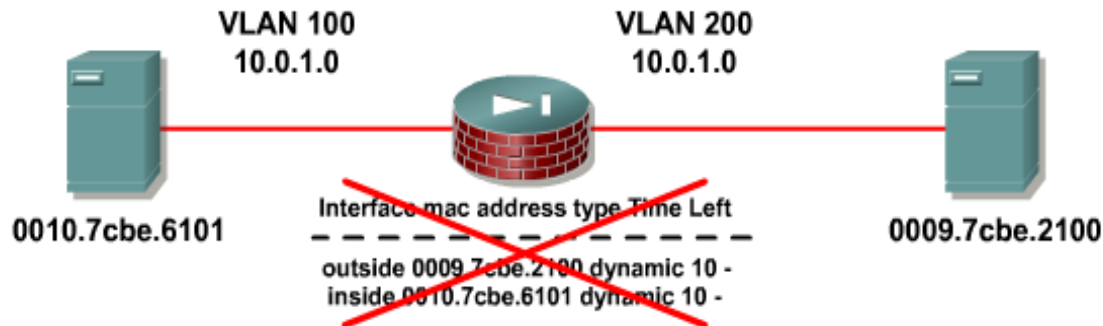 VLAN 100
10.0.1.0
VLAN 200
10.0.1.0
0010.7cbe.6101
0009.7cbe.2100
Interface mac address type Time Left
outside 0009.7cbe.2100 dynamic 10 -
inside 0010.7cbe.6101 dynamic 10 -